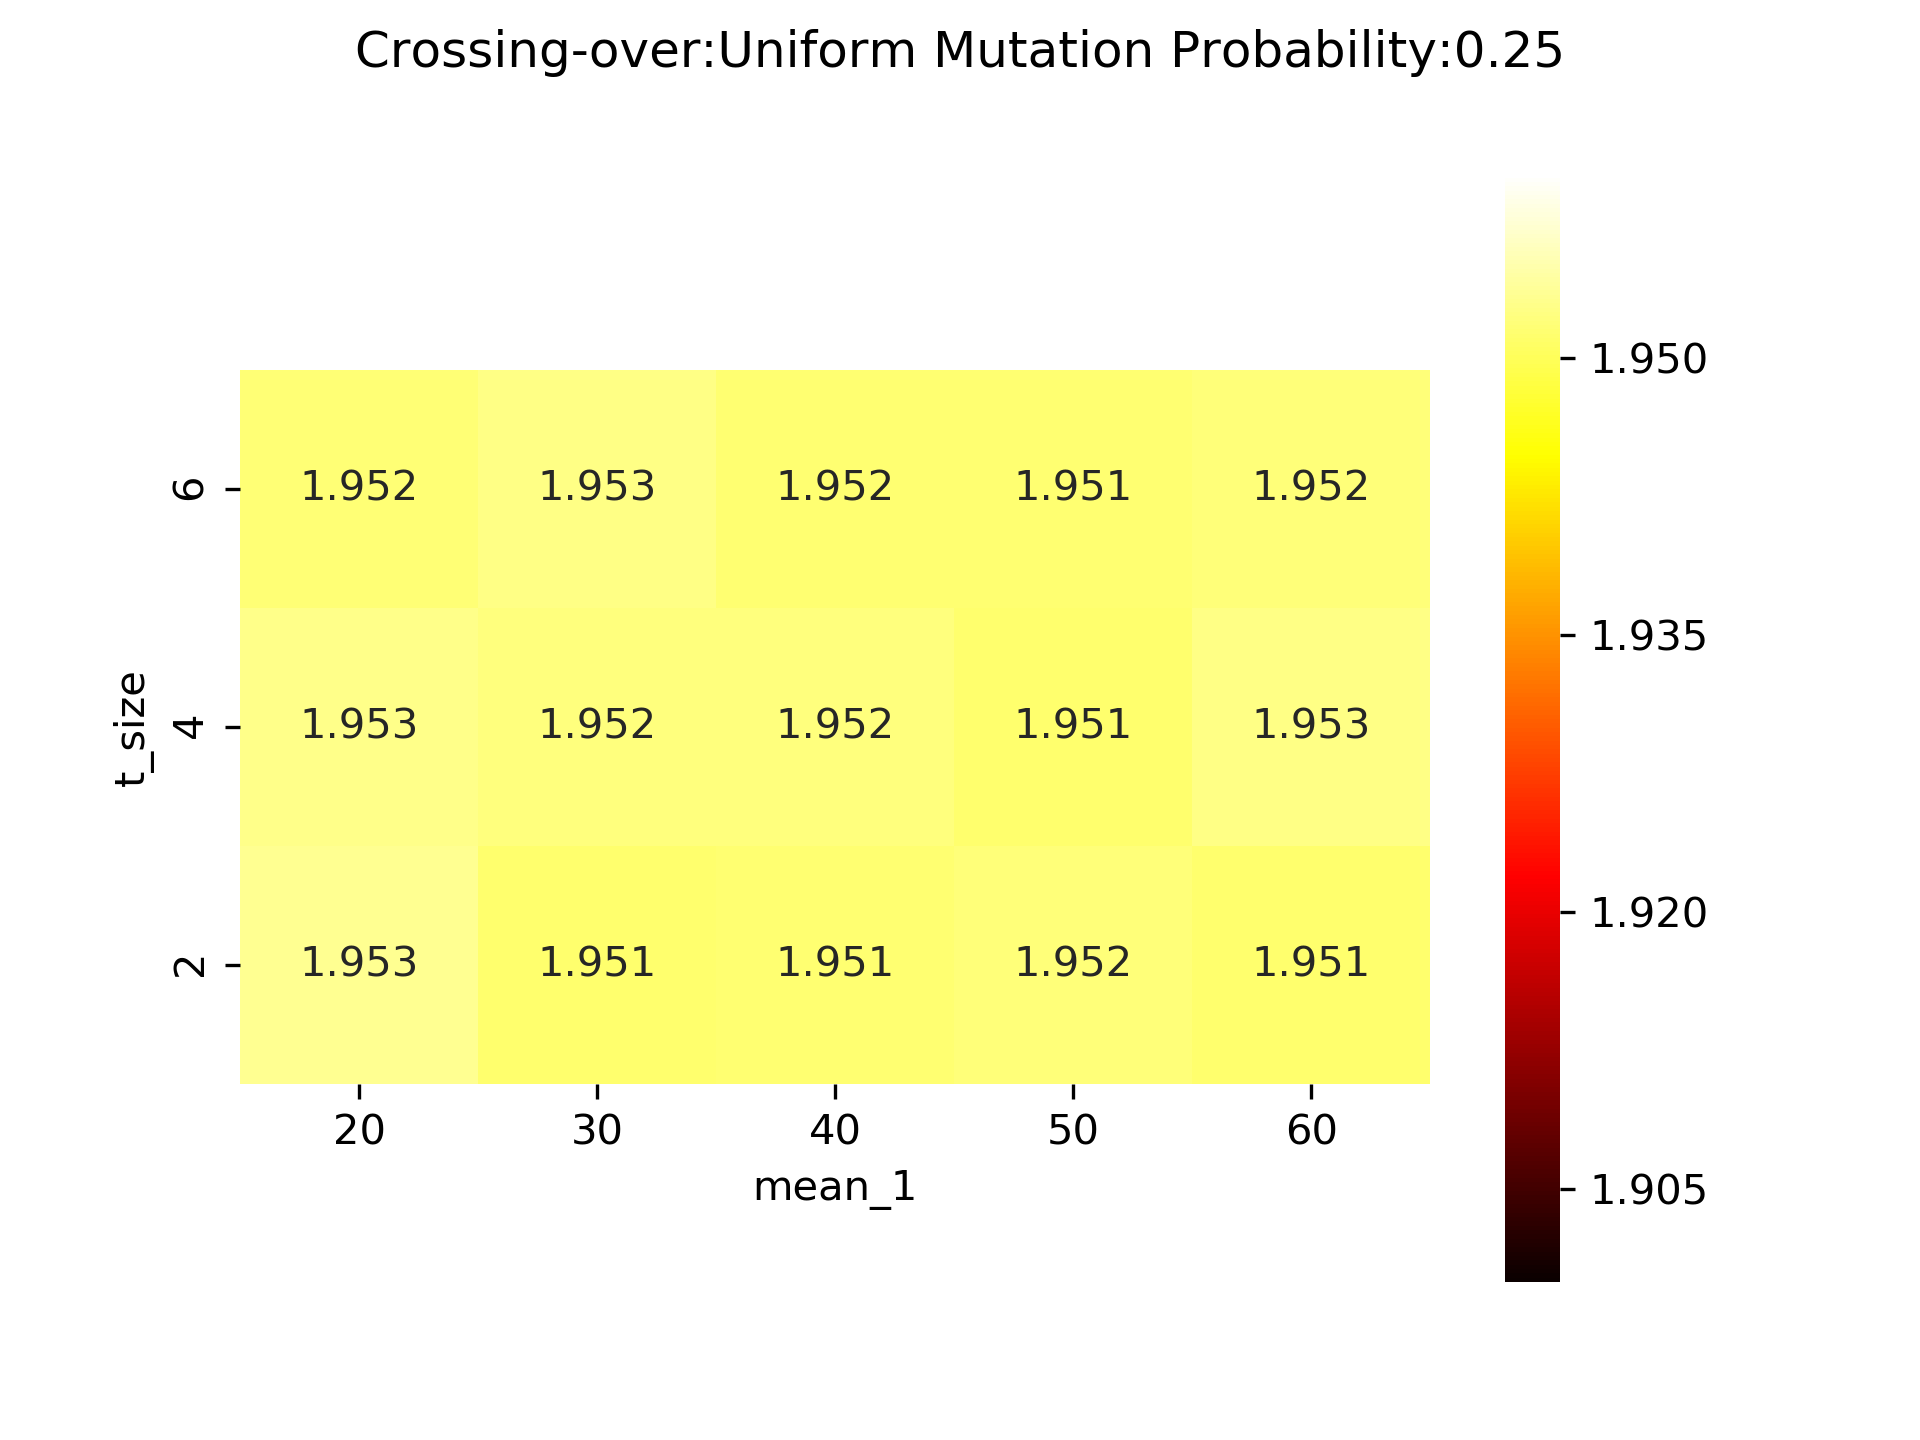 Crossing-over:Uniform Mutation Probability:0.25
1.950
1.935
1.920
1.905
t_size
6 1.952 1.953 1.952 1.951 1.952
4 1.953 1.952 1.952 1.951 1.953
2 1.953 1.951 1.951 1.952 1.951
20 30 40 50 60
mean_1